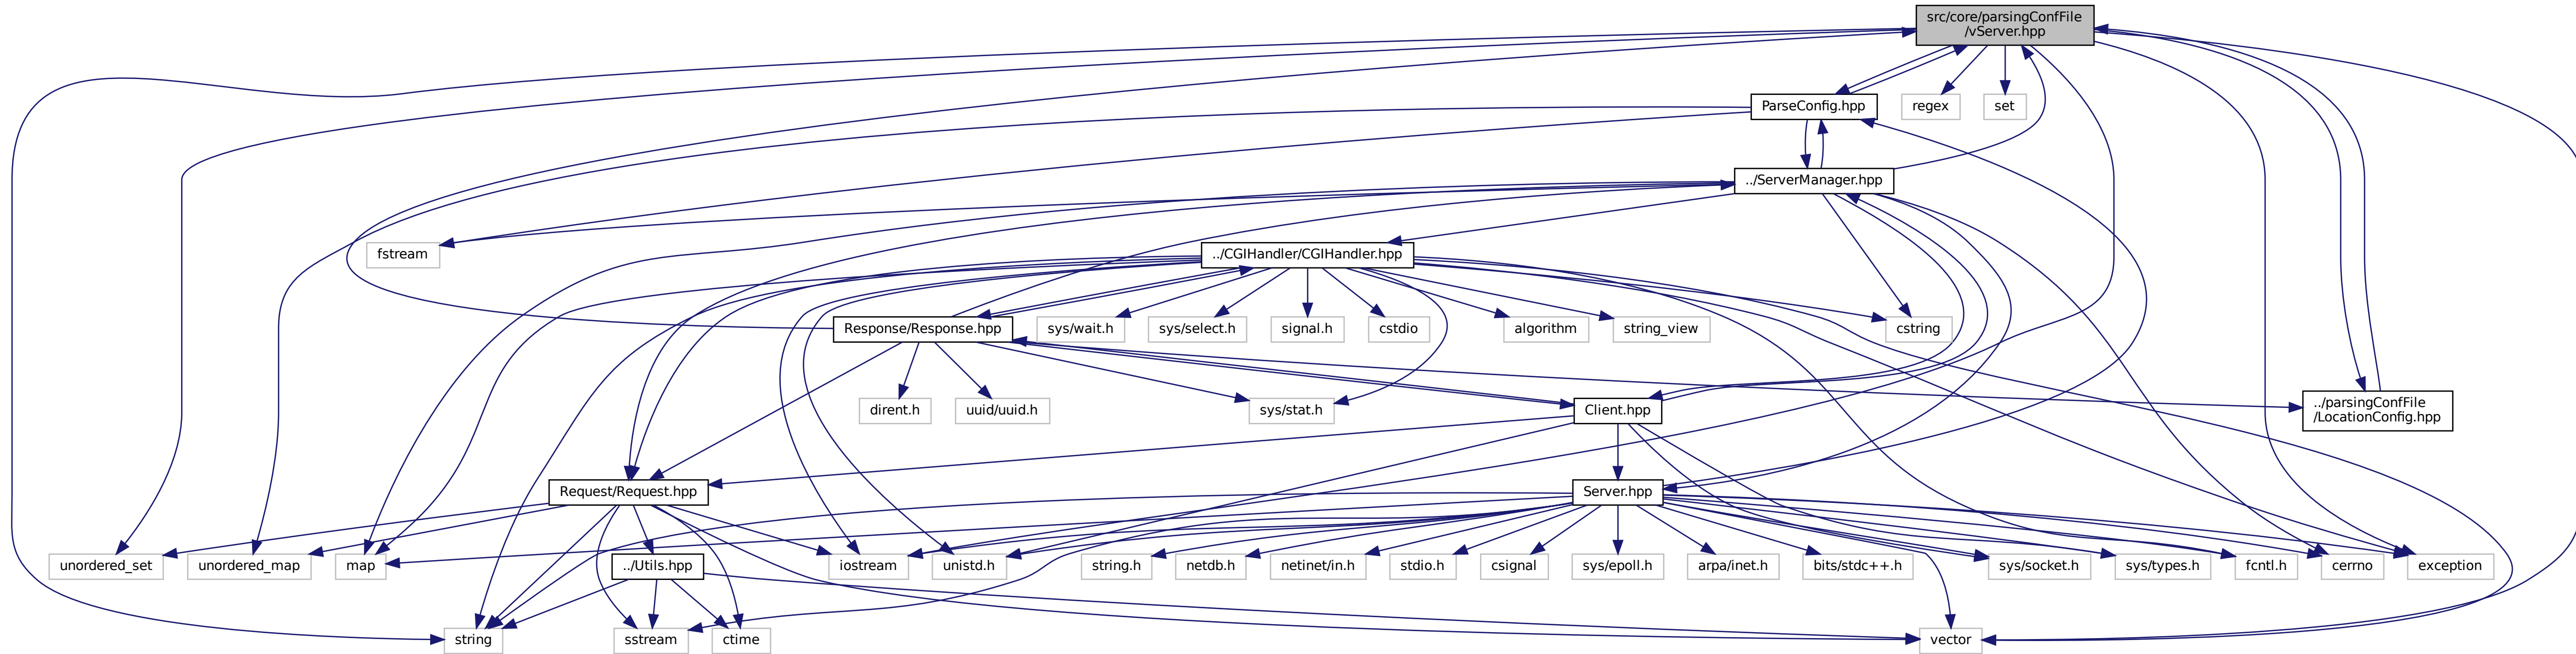 src/core/parsingConfFile
/vServer.hpp
ParseConfig.hpp
regex
set
../ServerManager.hpp
fstream
../CGIHandler/CGIHandler.hpp
Response/Response.hpp
sys/wait.h
sys/select.h
signal.h
cstdio
algorithm
string_view
cstring
dirent.h
uuid/uuid.h
sys/stat.h
Client.hpp
../parsingConfFile
/LocationConfig.hpp
Request/Request.hpp
Server.hpp
unordered_set
unordered_map
map
../Utils.hpp
iostream
unistd.h
string.h
netdb.h
netinet/in.h
stdio.h
csignal
sys/epoll.h
arpa/inet.h
bits/stdc++.h
sys/socket.h
sys/types.h
fcntl.h
cerrno
exception
string
sstream
ctime
vector